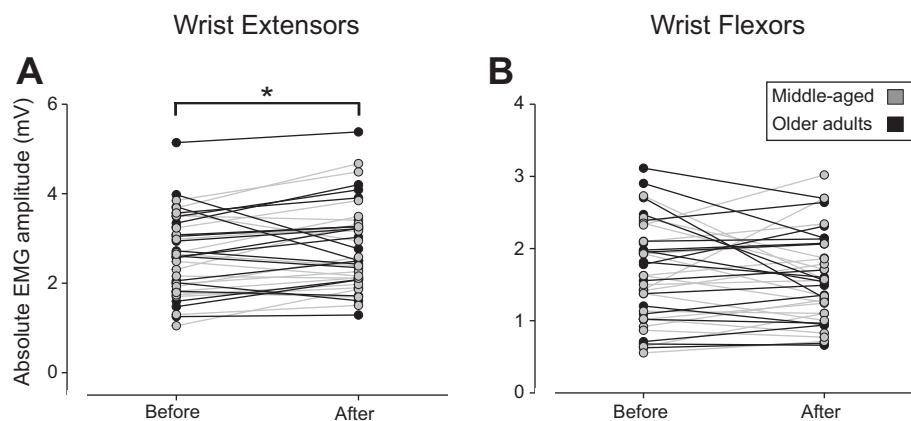 Wrist Extensors
Wrist Flexors
A
B
*
Middle-aged
Older adults
Absolute EMG amplitude (mV)
6
4
2
0
Before
After
4
3
2
1
0
Before
After